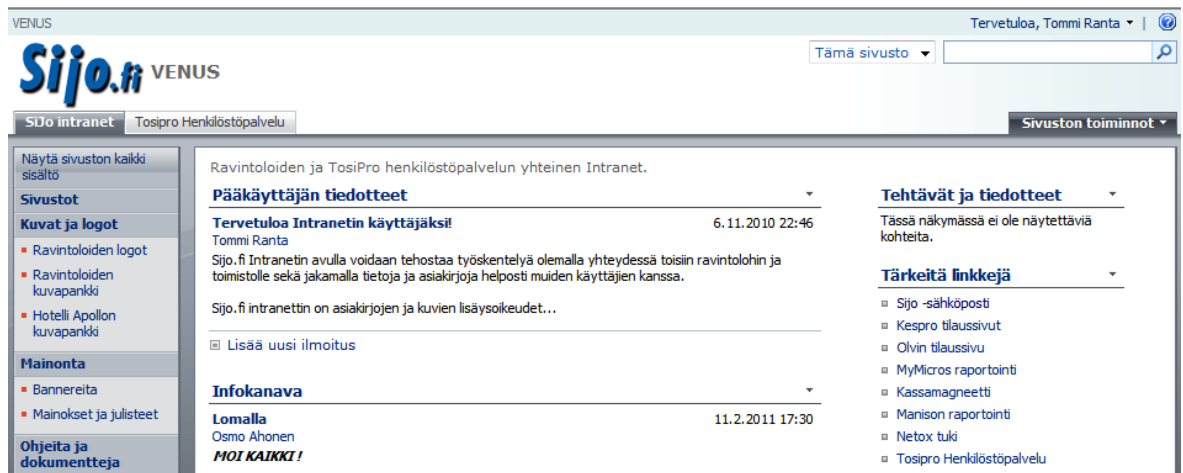 VENUS
Tervetuloa, Tommi Ranta
Sijo.fi VENUS
Tämä sivusto
SiJo intranet
Tosipro Henkilöstöpalvelu
Sivuston toiminnot
Näytä sivuston kaikki
sisältö
Sivustot
Kuvat ja logot
Ravintoloiden logot
Ravintoloiden
kuvapankki
Hotelli Apollon
kuvapankki
Mainonta
Bannereita
Mainokset ja julisteet
Ohjeita ja
dokumentteja
Ravintoloiden ja TosiPro henkilöstöpalvelun yhteinen Intranet.
Pääkäyttäjän tiedotteet
Tervetuloa Intranetin käyttäjäksi! 6.11.2010 22:46
Tommi Ranta
Sijo.fi Intranetin avulla voidaan tehostaa työskentelyä olemalla yhteydessä toisiin ravintolohin ja
toimistolle sekä jakamalla tietoja ja asiakirjoja helposti muiden käyttäjien kanssa.
Sijo.fi intranettin on asiakirjojen ja kuvien lisäysoikeudet...
Lisää uusi ilmoitus
Infokanava
Lomalla 11.2.2011 17:30
Osmo Ahonen
MOI KAIKKI !
Tehtävät ja tiedotteet
Tässä näkymässä ei ole näytettäviä
kohteita.
Tärkeitä linkkejä
Sijo -sähköposti
Kespro tilaussivut
Olvin tilaussivu
MyMicros raportointi
Kassamagneetti
Manison raportointi
Netox tuki
Tosipro Henkilöstöpalvelu